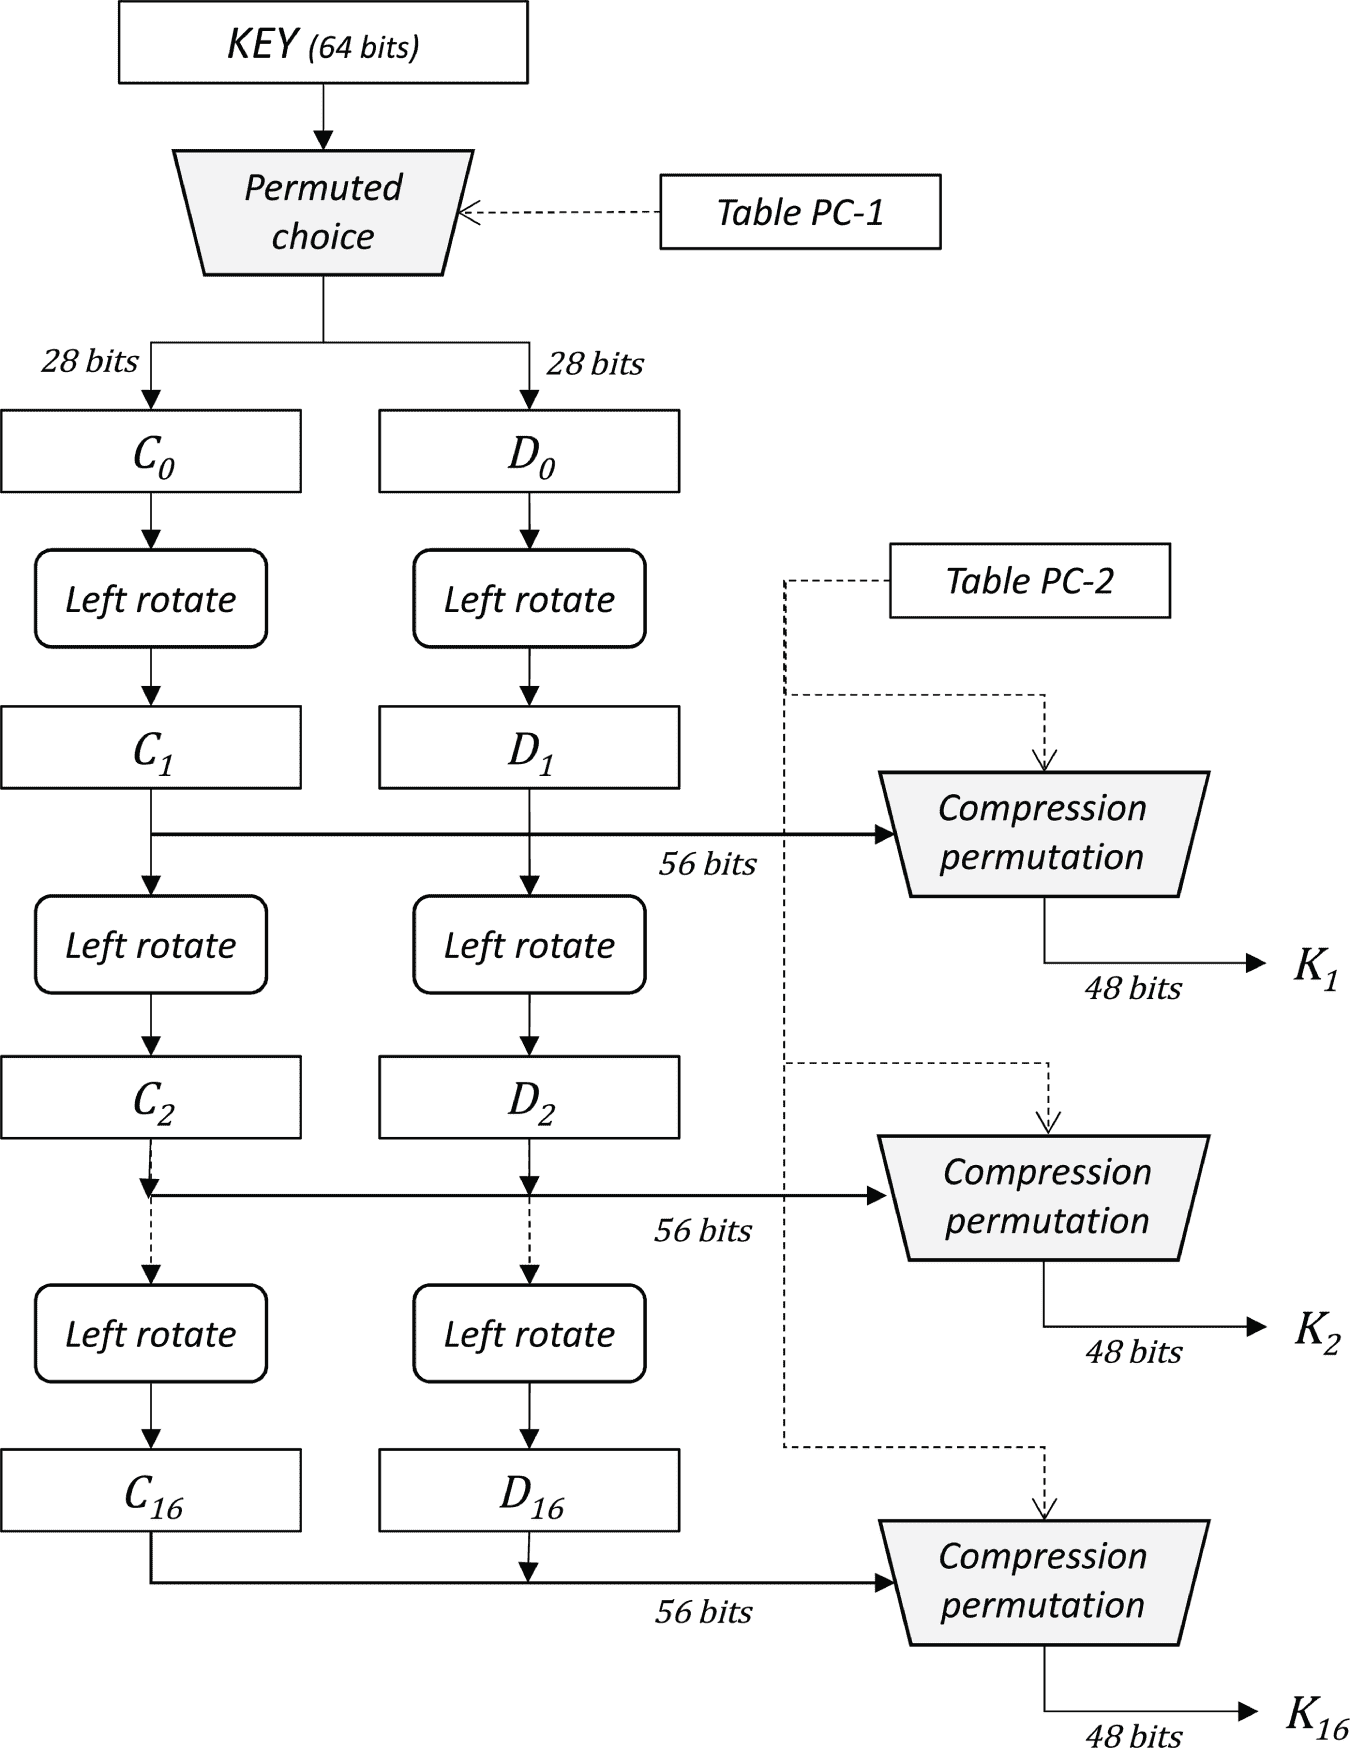 KEY (64 bits)
Permuted
choice
Table PC-1
28 bits
28 bits
C0
D0
Left rotate
Left rotate
Table PC-2
C1
D1
Compression
permutation
56 bits
Left rotate
Left rotate
K1
48 bits
C2
D2
Compression
permutation
56 bits
Left rotate
Left rotate
K2
48 bits
C16
D16
Compression
permutation
56 bits
K16
48 bits